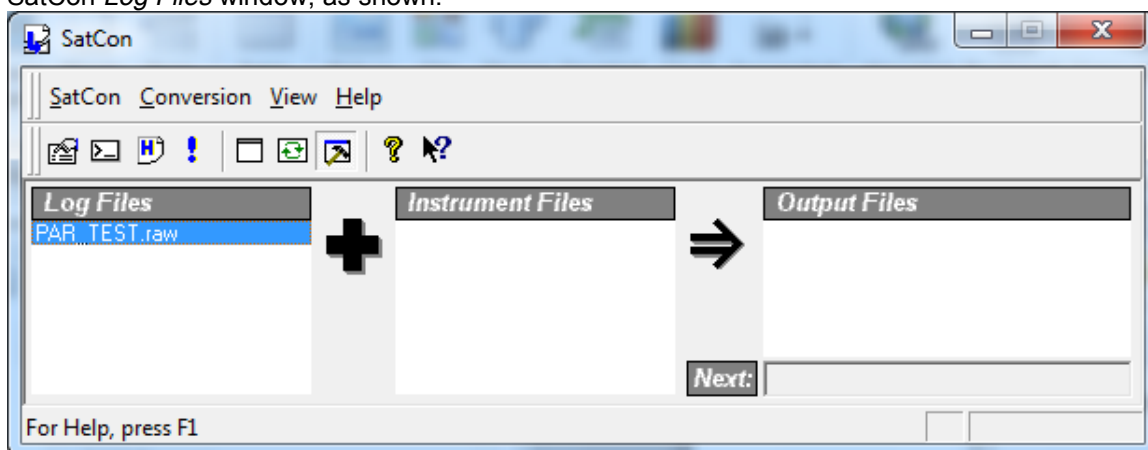 SatCon Log Files window, as shown.
SatCon
SatCon Conversion View Help
Log Files
PAR_TEST.raw
Instrument Files
Output Files
Next:
For Help, press F1